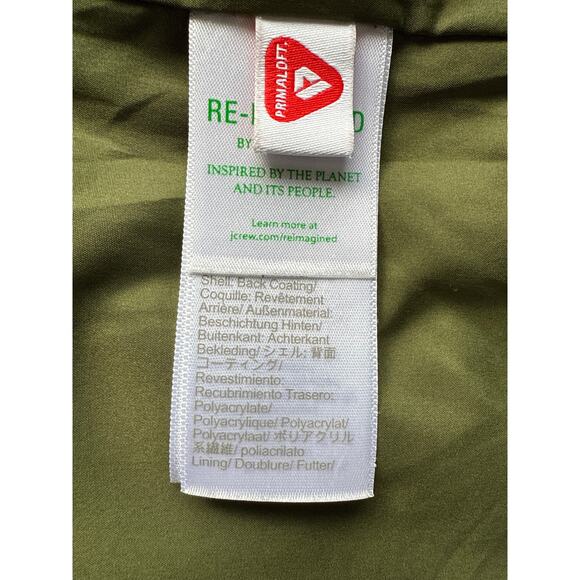 PRIMALOFT.
RE-
BY
INSPIRED BY THE PLANET
AND ITS PEOPLE.
Learn more at
jcrew.com/reimagined
Shell: Back Coating/
Coquille: Revêtement
Arrière/ Außenmaterial:
Beschichtung Hinten/
Buitenkant: Achterkant
Bekleding/ シェル: 背面
コーティング/
Revestimiento:
Recubrimiento Trasero:
Polyacrylate/
Polyacrylique/ Polyacrylat/
Polyacrylaat/ ポリアクリル
系繊維/ poliacrilato
Lining/ Doublure/ Futter/